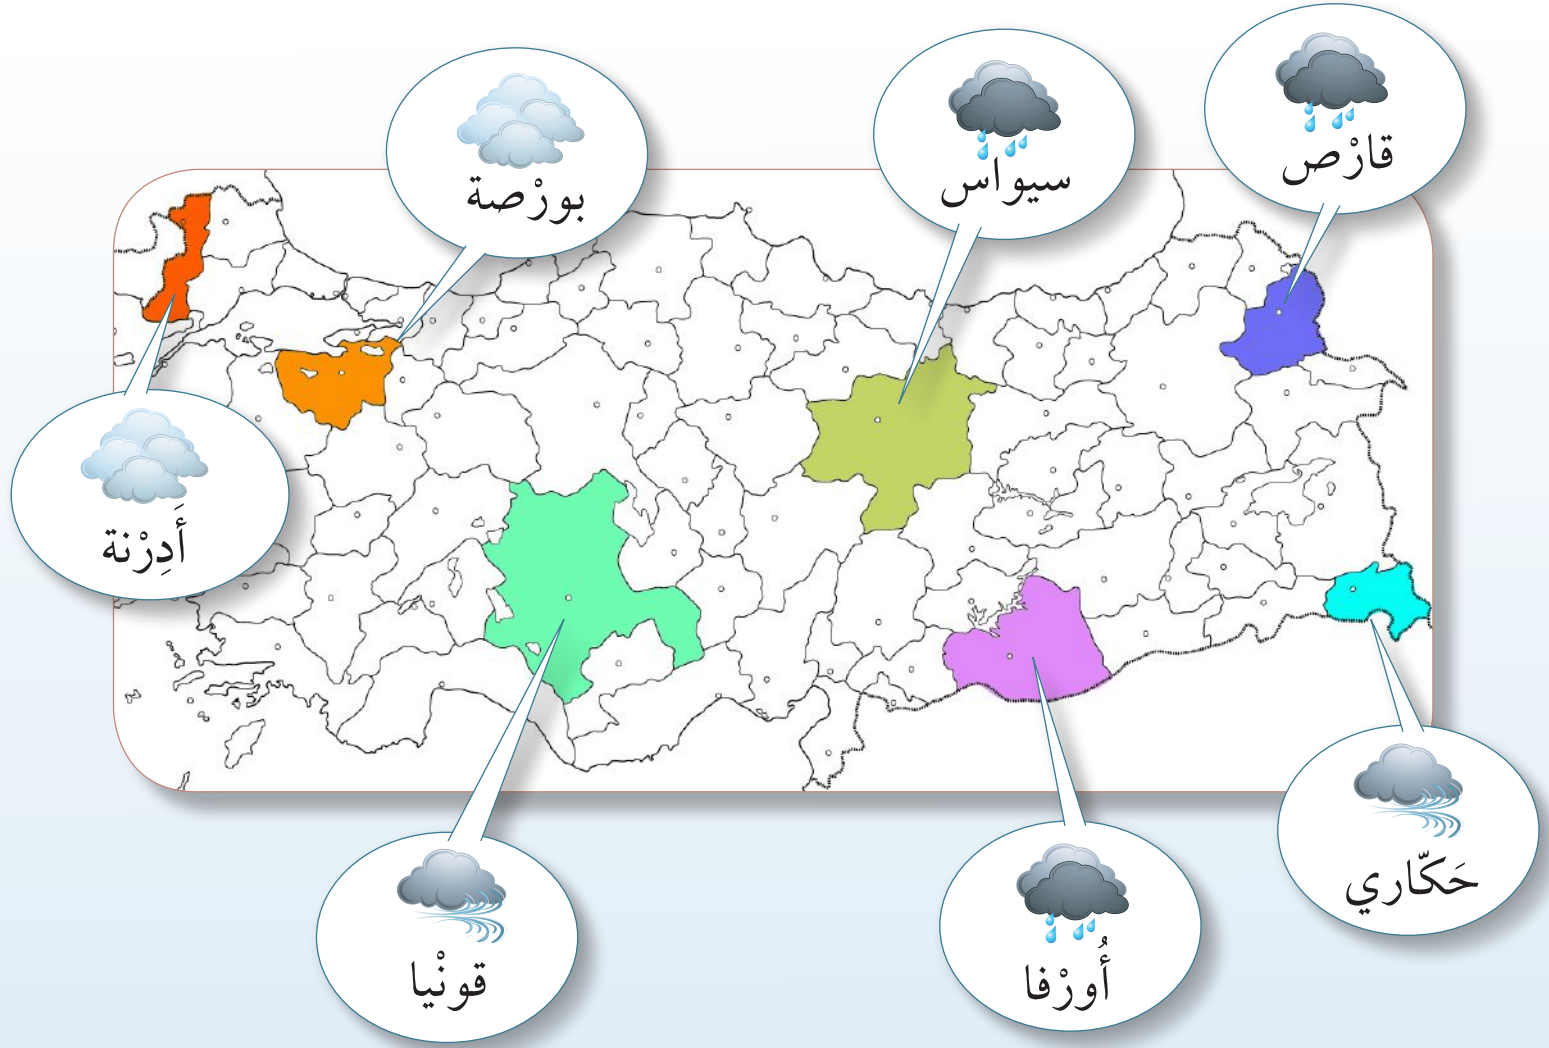 قارْص
سيواس
بورْصة
أَدِرْنة
حَكّاري
أُورْفا
قونْيا